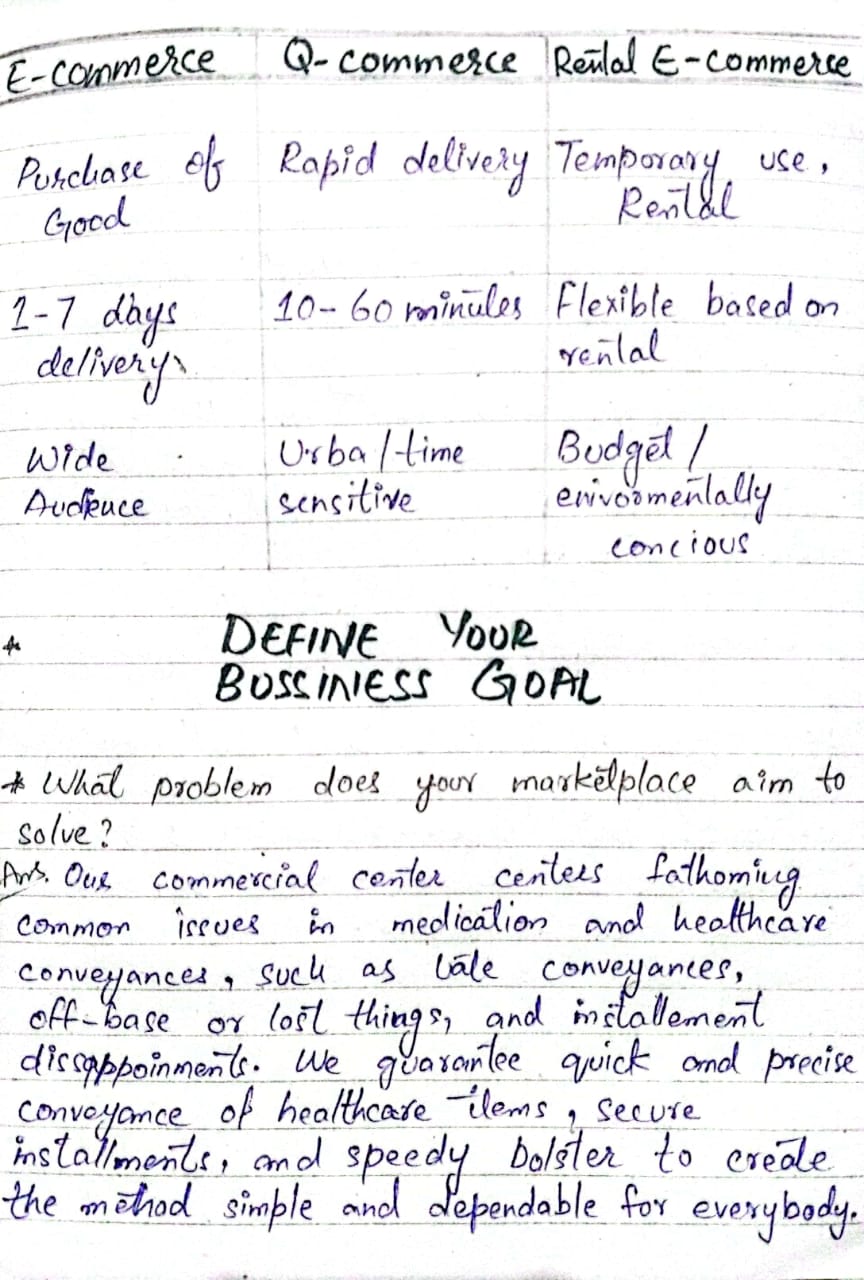 E-commerce Q-commerce Rental E-commerce
Purchase of Rapid delivery Temporary use,
Good Rental
1-7 days 10-60 minutes Flexible based on
delivery rental
Wide Urba/time Budget/
Audience sensitive enivoormentally
concious
* DEFINE YOUR
BUSSINIESS GOAL
* What problem does your marketplace aim to
solve?
Ans. Our commercial center centers fathoming
common issues in medication and healthcare
conveyances, such as late conveyances,
off-base or lost things, and installement
dissappoinments. We guarantee quick and precise
conveyance of healthcare items, secure
installments, and speedy bolster to create
the method simple and dependable for everybody.